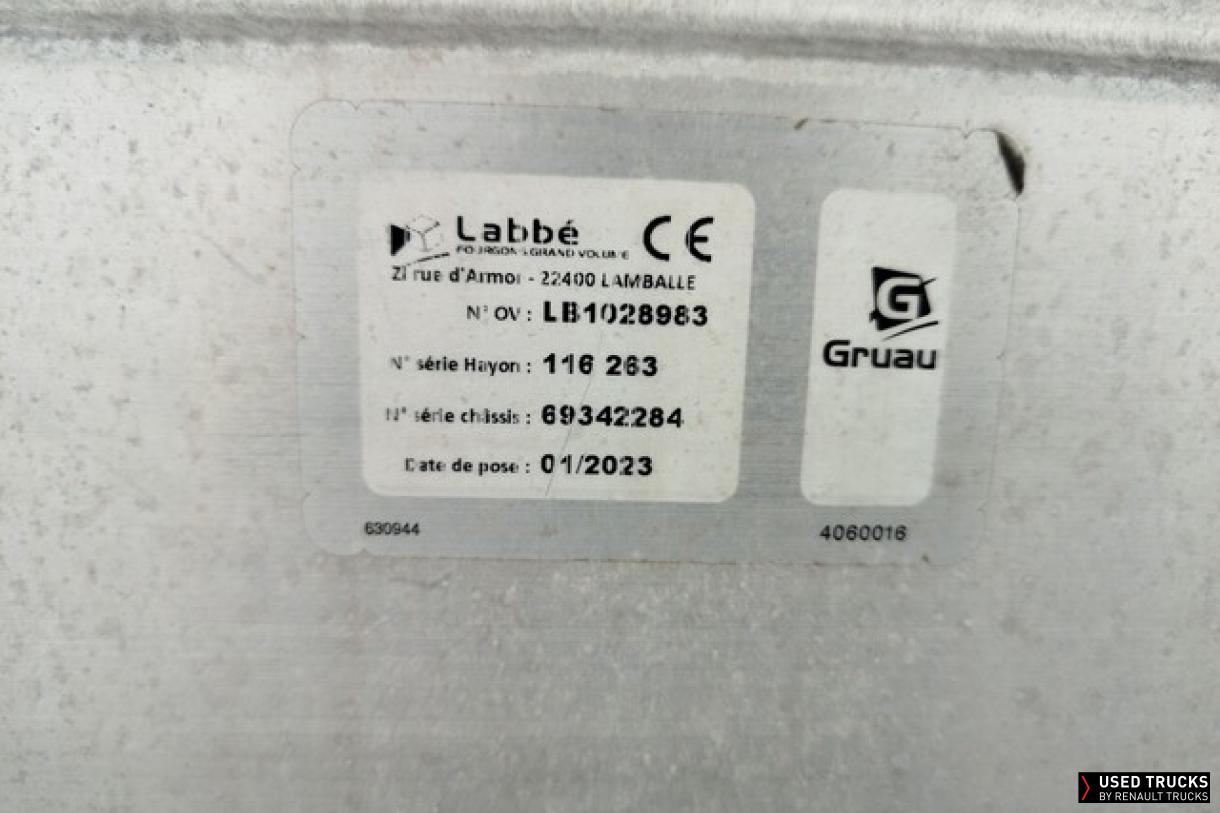 Labbé
FOURGONS GRAND VOLUME
CE
ZI rue d'Armor - 22400 LAMBALLE
N° OV : LB1028983
N° série Hayon : 116 263
N° série châssis : 69342284
Date de pose : 01/2023
630944
G
Gruau
4060016
USED TRUCKS
BY RENAULT TRUCKS